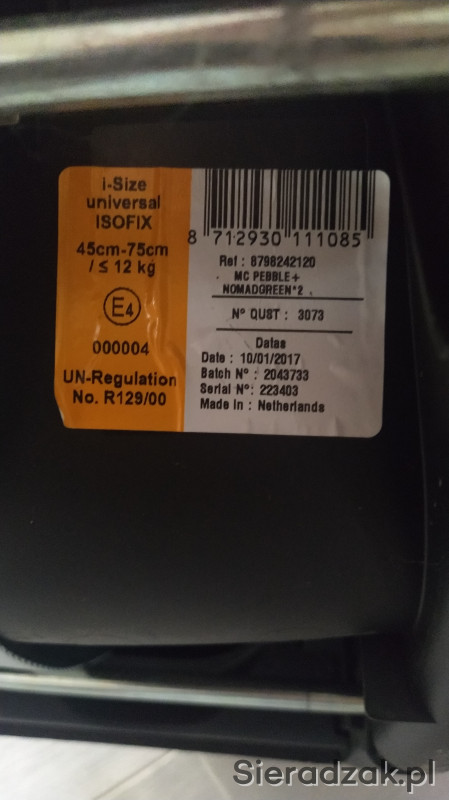 i-Size
universal
ISOFIX
45cm-75cm
/ ≤ 12 kg
E4
000004
UN-Regulation
No. R129/00
8 712930 111085
Ref : 8798242120
MC PEBBLE+
NOMADGREEN*2 .
N° QUST : 3073
Datas
Date : 10/01/2017
Batch N° : 2043733
Serial N°: 223403
Made in : Netherlands
Sieradzak.pl